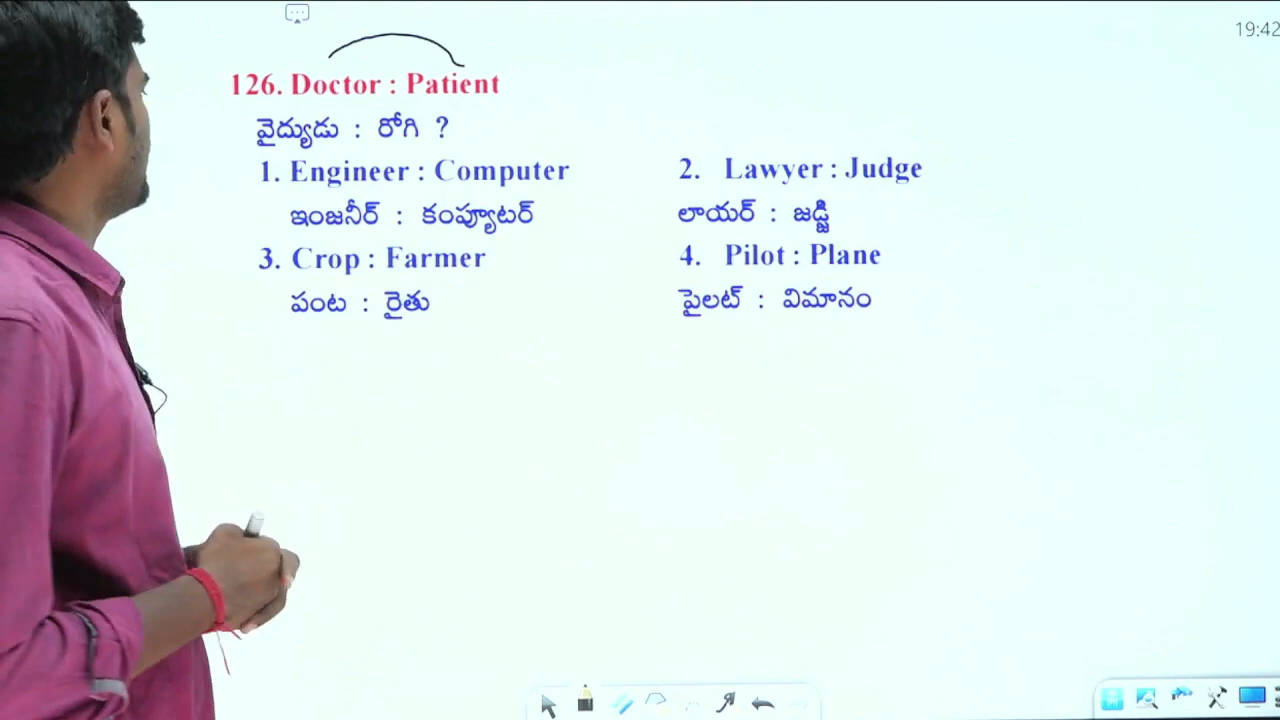 19:42
126. Doctor : Patient
వైద్యుడు : రోగి ?
1. Engineer : Computer
ఇంజనీర్ : కంప్యూటర్
2. Lawyer : Judge
లాయర్ : జడ్జి
3. Crop : Farmer
పంట : రైతు
4. Pilot : Plane
పైలట్ : విమానం